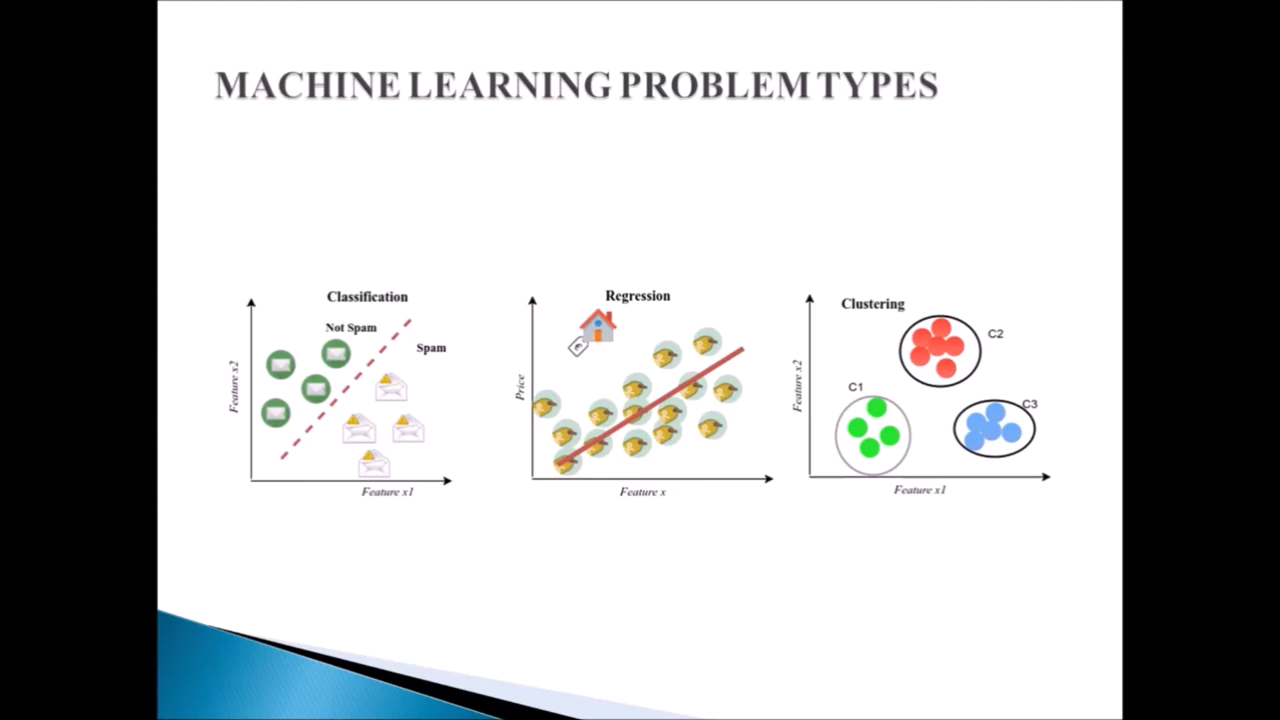 MACHINE LEARNING PROBLEM TYPES
Classification
Not Spam
Spam
Feature x2
Feature x1
Regression
Price
Feature x
Clustering
C2
C1
C3
Feature x2
Feature x1